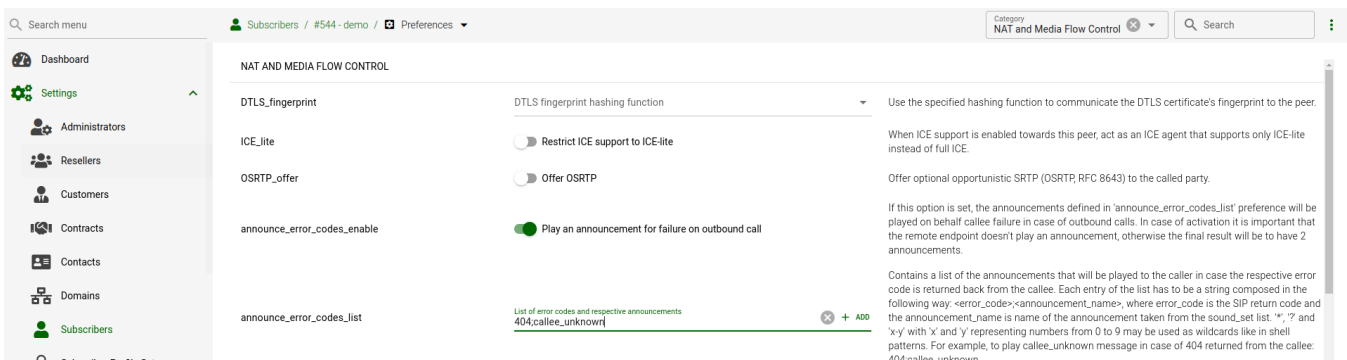 Search menu
Subscribers / #544 - demo / Preferences
Category
NAT and Media Flow Control
Search
Dashboard
Settings
Administrators
Resellers
Customers
Contracts
Contacts
Domains
Subscribers
NAT AND MEDIA FLOW CONTROL
DTLS_fingerprint
DTLS fingerprint hashing function
Use the specified hashing function to communicate the DTLS certificate's fingerprint to the peer.
ICE_lite
Restrict ICE support to ICE-lite
When ICE support is enabled towards this peer, act as an ICE agent that supports only ICE-lite
instead of full ICE.
OSRTP_offer
Offer OSRTP
Offer optional opportunistic SRTP (OSRTP, RFC 8643) to the called party.
announce_error_codes_enable
Play an announcement for failure on outbound call
If this option is set, the announcements defined in 'announce_error_codes_list' preference will be
played on behalf callee failure in case of outbound calls. In case of activation it is important that
the remote endpoint doesn't play an announcement, otherwise the final result will be to have 2
announcements.
announce_error_codes_list
List of error codes and respective announcements
404;callee_unknown
+ ADD
Contains a list of the announcements that will be played to the caller in case the respective error
code is returned back from the callee. Each entry of the list has to be a string composed in the
following way: <error_code>;<announcement_name>, where error_code is the SIP return code and
the announcement_name is name of the announcement taken from the sound_set list. '*', '?' and
'x-y' with 'x' and 'y' representing numbers from 0 to 9 may be used as wildcards like in shell
patterns. For example, to play callee_unknown message in case of 404 returned from the callee:
404;callee_unknown